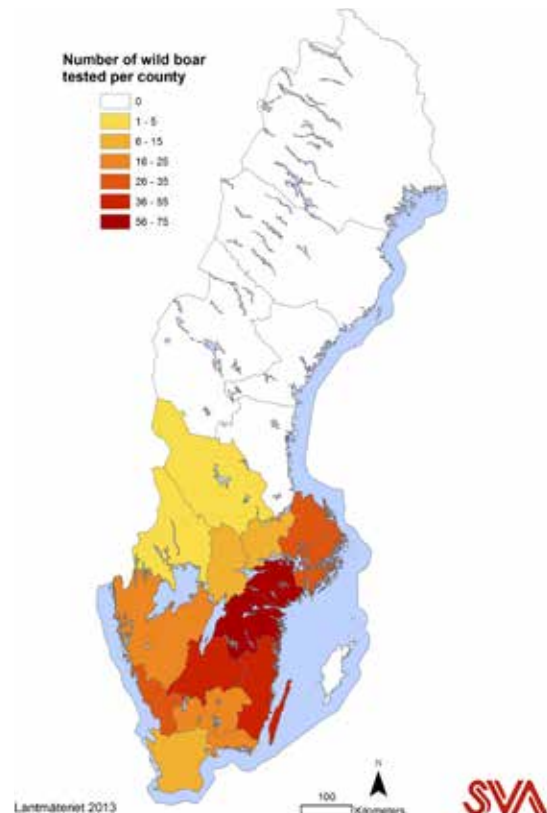 Number of wild boar
tested per county
0
1 - 5
6 - 15
16 - 25
26 - 35
36 - 55
56 - 75
N
100
Kilometers
Lantmäteriet 2013
SVA